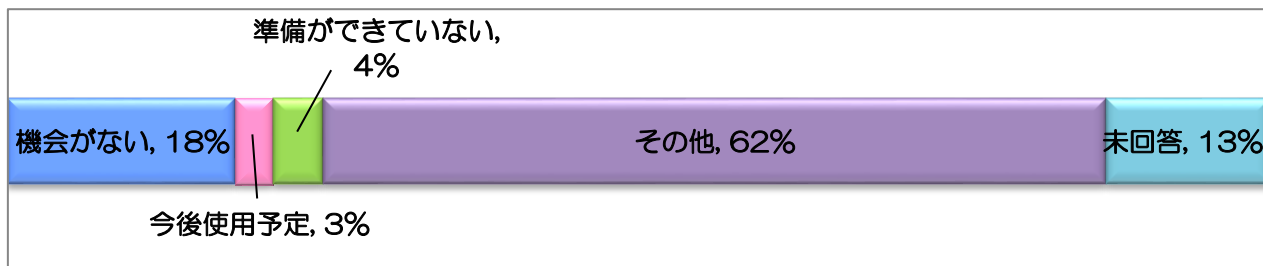 準備ができていない,
4%
機会がない, 18%
その他, 62%
未回答, 13%
今後使用予定, 3%